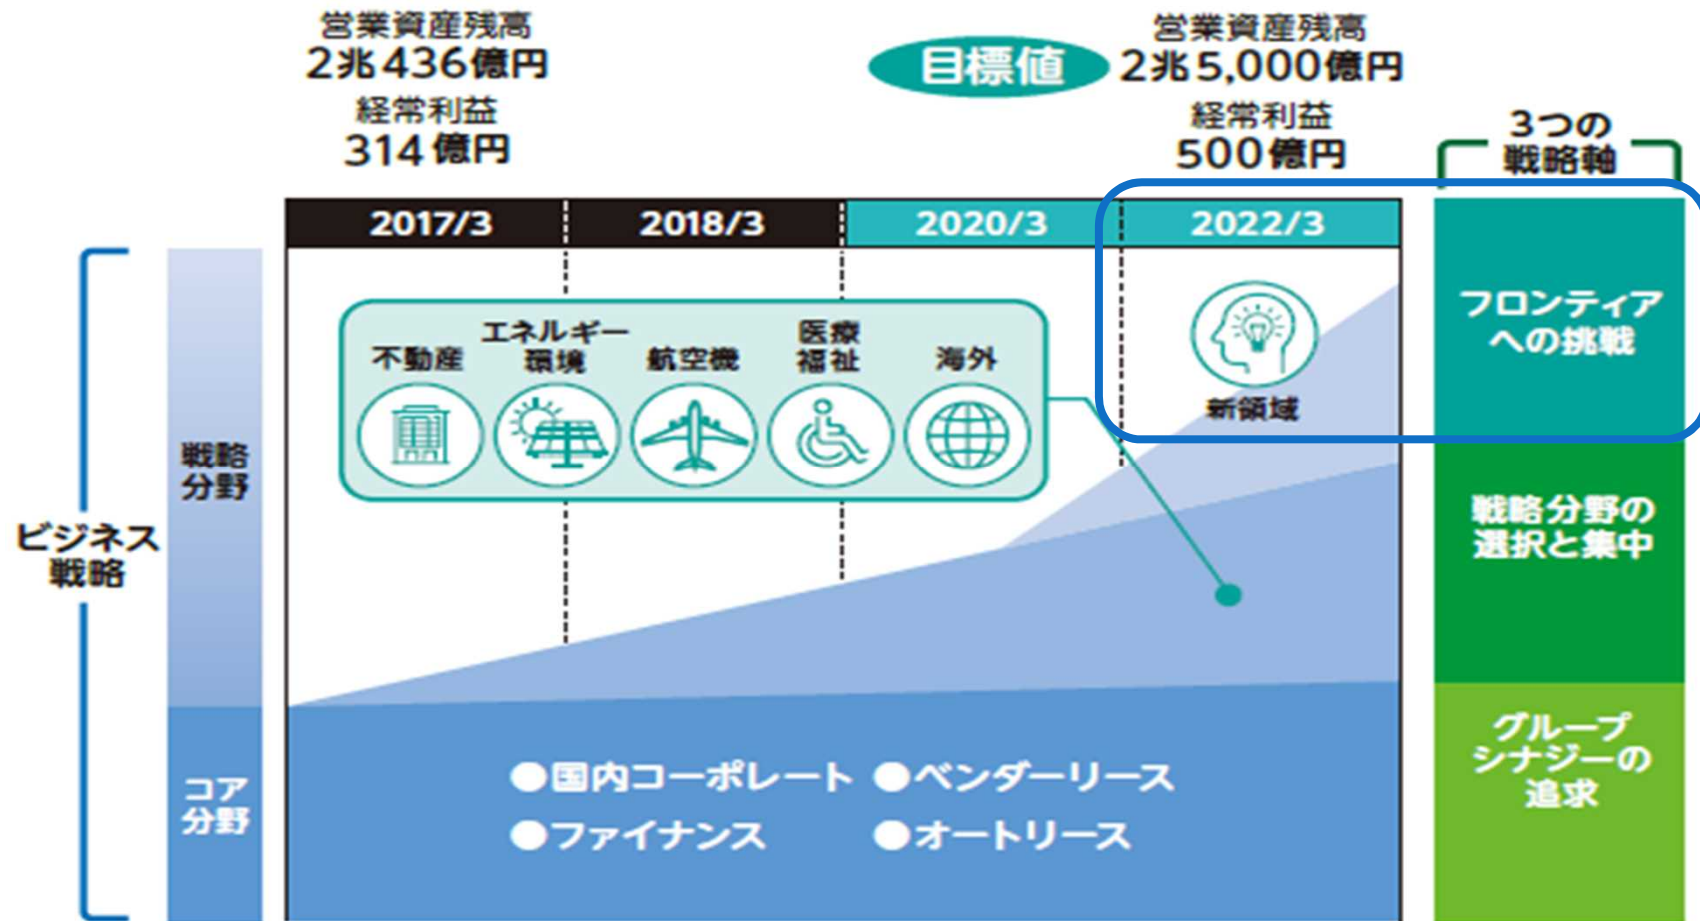 営業資産残高
2兆436億円
経常利益
314億円
目標値
営業資産残高
2兆5,000億円
経常利益
500億円
3つの
戦略軸
2017/3
2018/3
2020/3
2022/3
不動産
エネルギー
環境
航空機
医療
福祉
海外
新領域
フロンティア
への挑戦
戦略分野の
選択と集中
グループ
シナジーの
追求
ビジネス
戦略
戦略
分野
コア
分野
●国内コーポレート
●ベンダーリース
●ファイナンス
●オートリース